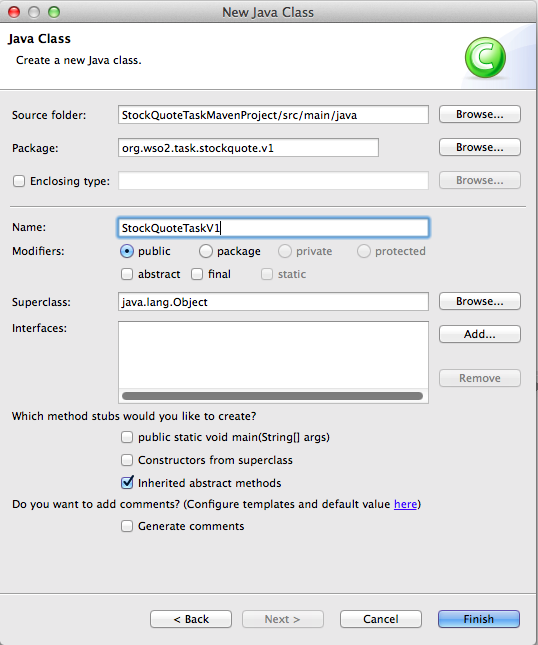 New Java Class
Java Class
Create a new Java class.
Source folder: StockQuoteTaskMavenProject/src/main/java Browse...
Package: org.wso2.task.stockquote.v1 Browse...
Enclosing type: Browse...
Name: StockQuoteTaskV1
Modifiers: public package private protected
abstract final static
Superclass: java.lang.Object Browse...
Interfaces: Add...
Remove
Which method stubs would you like to create?
public static void main(String[] args)
Constructors from superclass
Inherited abstract methods
Do you want to add comments? (Configure templates and default value here)
Generate comments
< Back Next > Cancel Finish